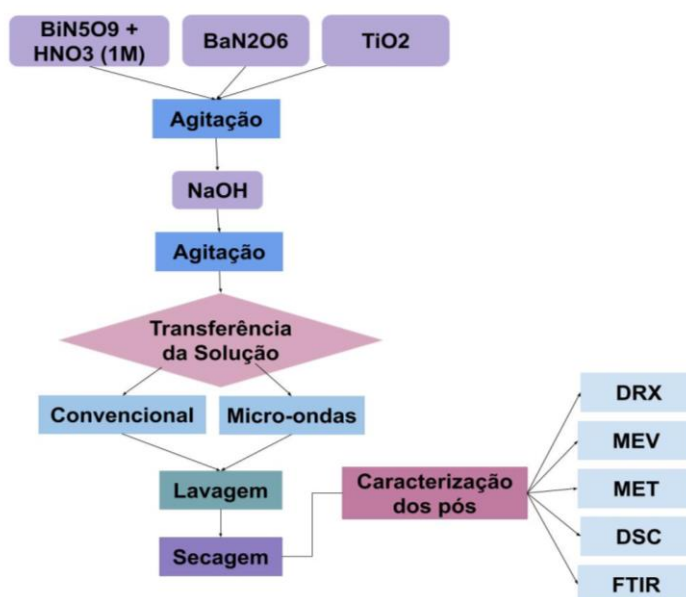 BiN5O9 +
HNO3 (1M)
BaN2O6
TiO2
Agitação
NaOH
Agitação
Transferência
da Solução
Convencional
Micro-ondas
Lavagem
Secagem
Caracterização
dos pós
DRX
MEV
MET
DSC
FTIR